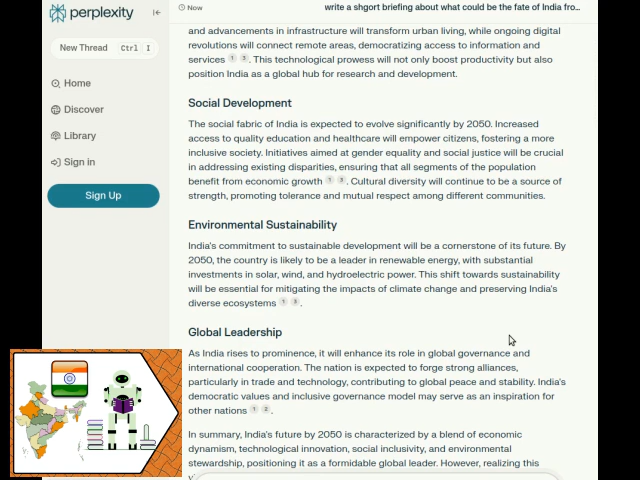 perplexity
Now
write a shgort briefing about what could be the fate of India fro...
New Thread
Ctrl I
Home
Discover
Library
Sign in
Sign Up
and advancements in infrastructure will transform urban living, while ongoing digital
revolutions will connect remote areas, democratizing access to information and
services 1 3 . This technological prowess will not only boost productivity but also
position India as a global hub for research and development.
Social Development
The social fabric of India is expected to evolve significantly by 2050. Increased
access to quality education and healthcare will empower citizens, fostering a more
inclusive society. Initiatives aimed at gender equality and social justice will be crucial
in addressing existing disparities, ensuring that all segments of the population
benefit from economic growth 1 3 . Cultural diversity will continue to be a source of
strength, promoting tolerance and mutual respect among different communities.
Environmental Sustainability
India's commitment to sustainable development will be a cornerstone of its future. By
2050, the country is likely to be a leader in renewable energy, with substantial
investments in solar, wind, and hydroelectric power. This shift towards sustainability
will be essential for mitigating the impacts of climate change and preserving India's
diverse ecosystems 1 3 .
Global Leadership
As India rises to prominence, it will enhance its role in global governance and
international cooperation. The nation is expected to forge strong alliances,
particularly in trade and technology, contributing to global peace and stability. India's
democratic values and inclusive governance model may serve as an inspiration for
other nations 1 2 .
In summary, India's future by 2050 is characterized by a blend of economic
dynamism, technological innovation, social inclusivity, and environmental
stewardship, positioning it as a formidable global leader. However, realizing this